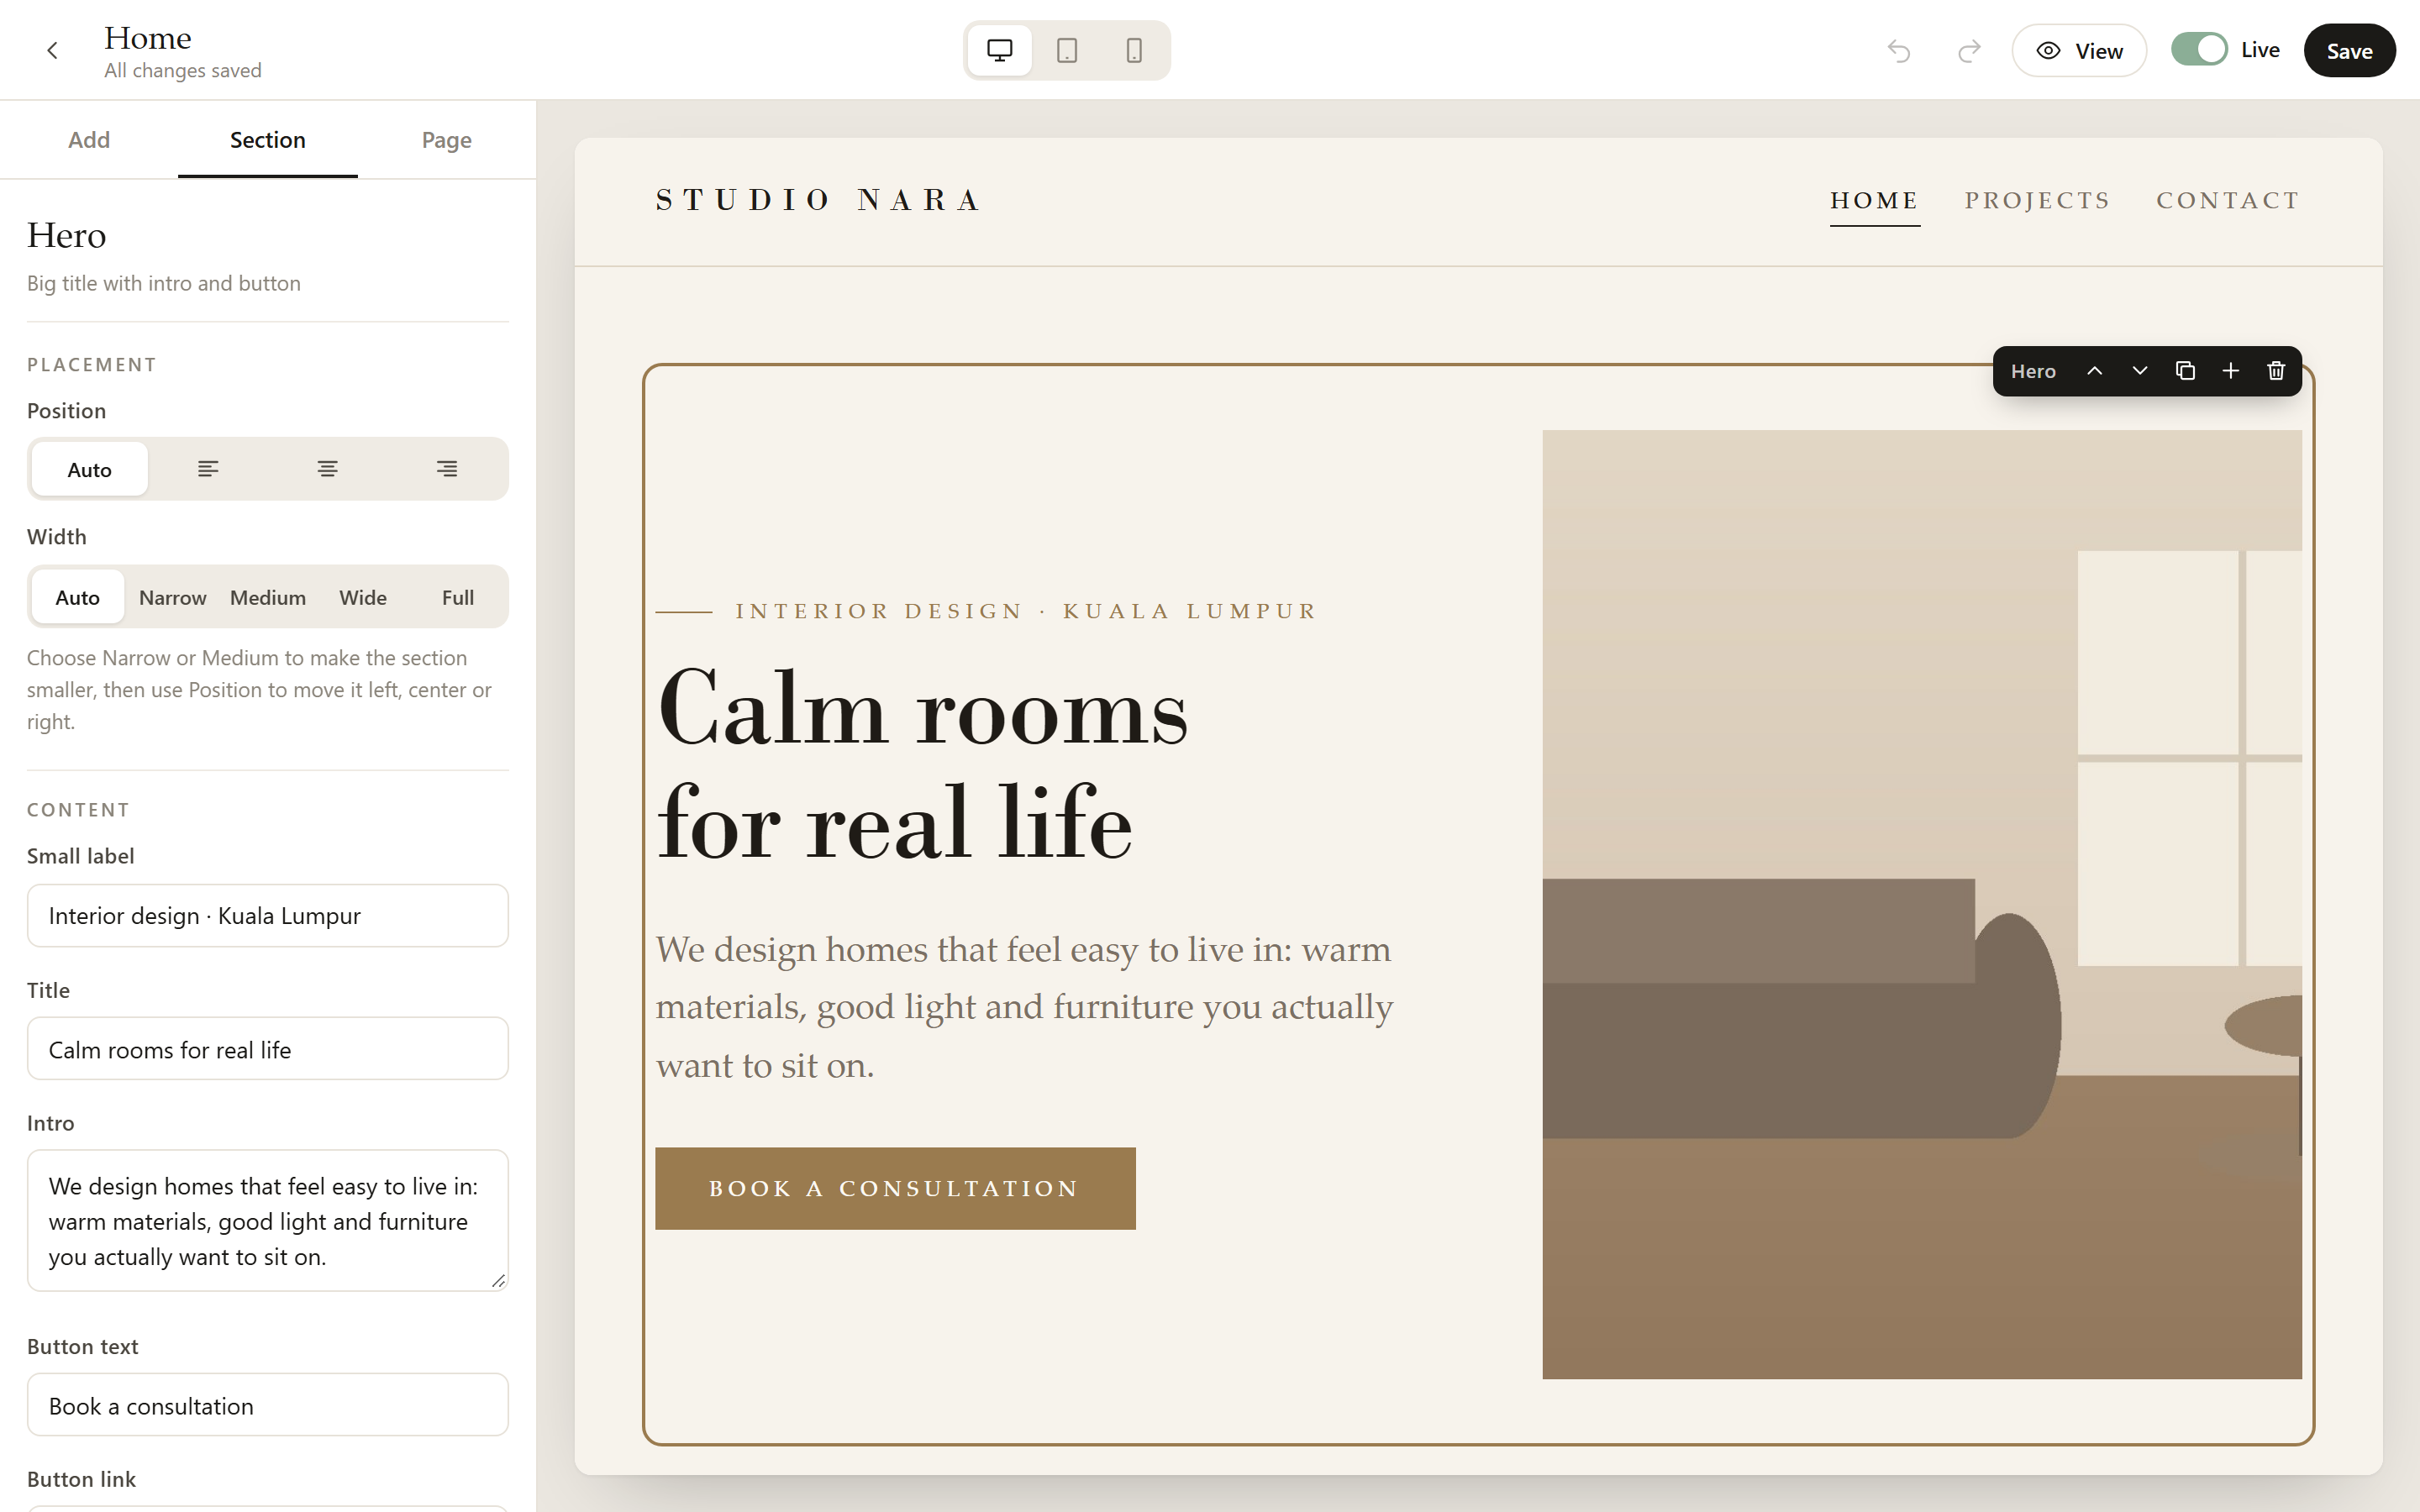 Home
All changes saved
View
Live
Save
Add
Section
Page
Hero
Big title with intro and button
PLACEMENT
Position
Auto
Width
Auto
Narrow
Medium
Wide
Full
Choose Narrow or Medium to make the section
smaller, then use Position to move it left, center or
right.
CONTENT
Small label
Interior design · Kuala Lumpur
Title
Calm rooms for real life
Intro
We design homes that feel easy to live in:
warm materials, good light and furniture
you actually want to sit on.
Button text
Book a consultation
Button link
STUDIO NARA
HOME
PROJECTS
CONTACT
Hero
INTERIOR DESIGN · KUALA LUMPUR
Calm rooms
for real life
We design homes that feel easy to live in: warm
materials, good light and furniture you actually
want to sit on.
BOOK A CONSULTATION